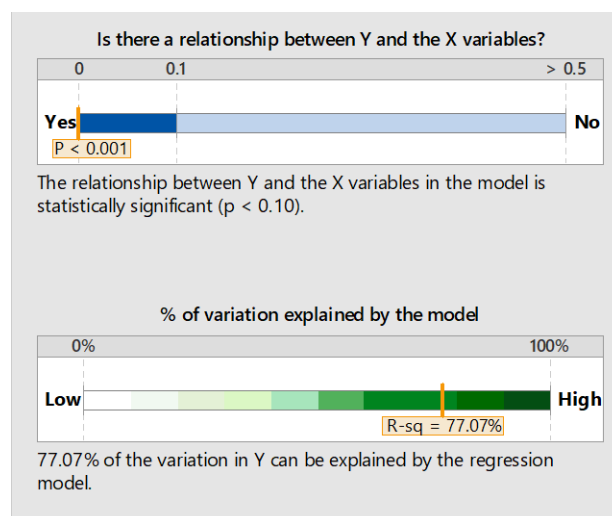 Is there a relationship between Y and the X variables?
0 0.1 > 0.5
Yes No
P < 0.001
The relationship between Y and the X variables in the model is
statistically significant (p < 0.10).
% of variation explained by the model
0% 100%
Low High
R-sq = 77.07%
77.07% of the variation in Y can be explained by the regression
model.